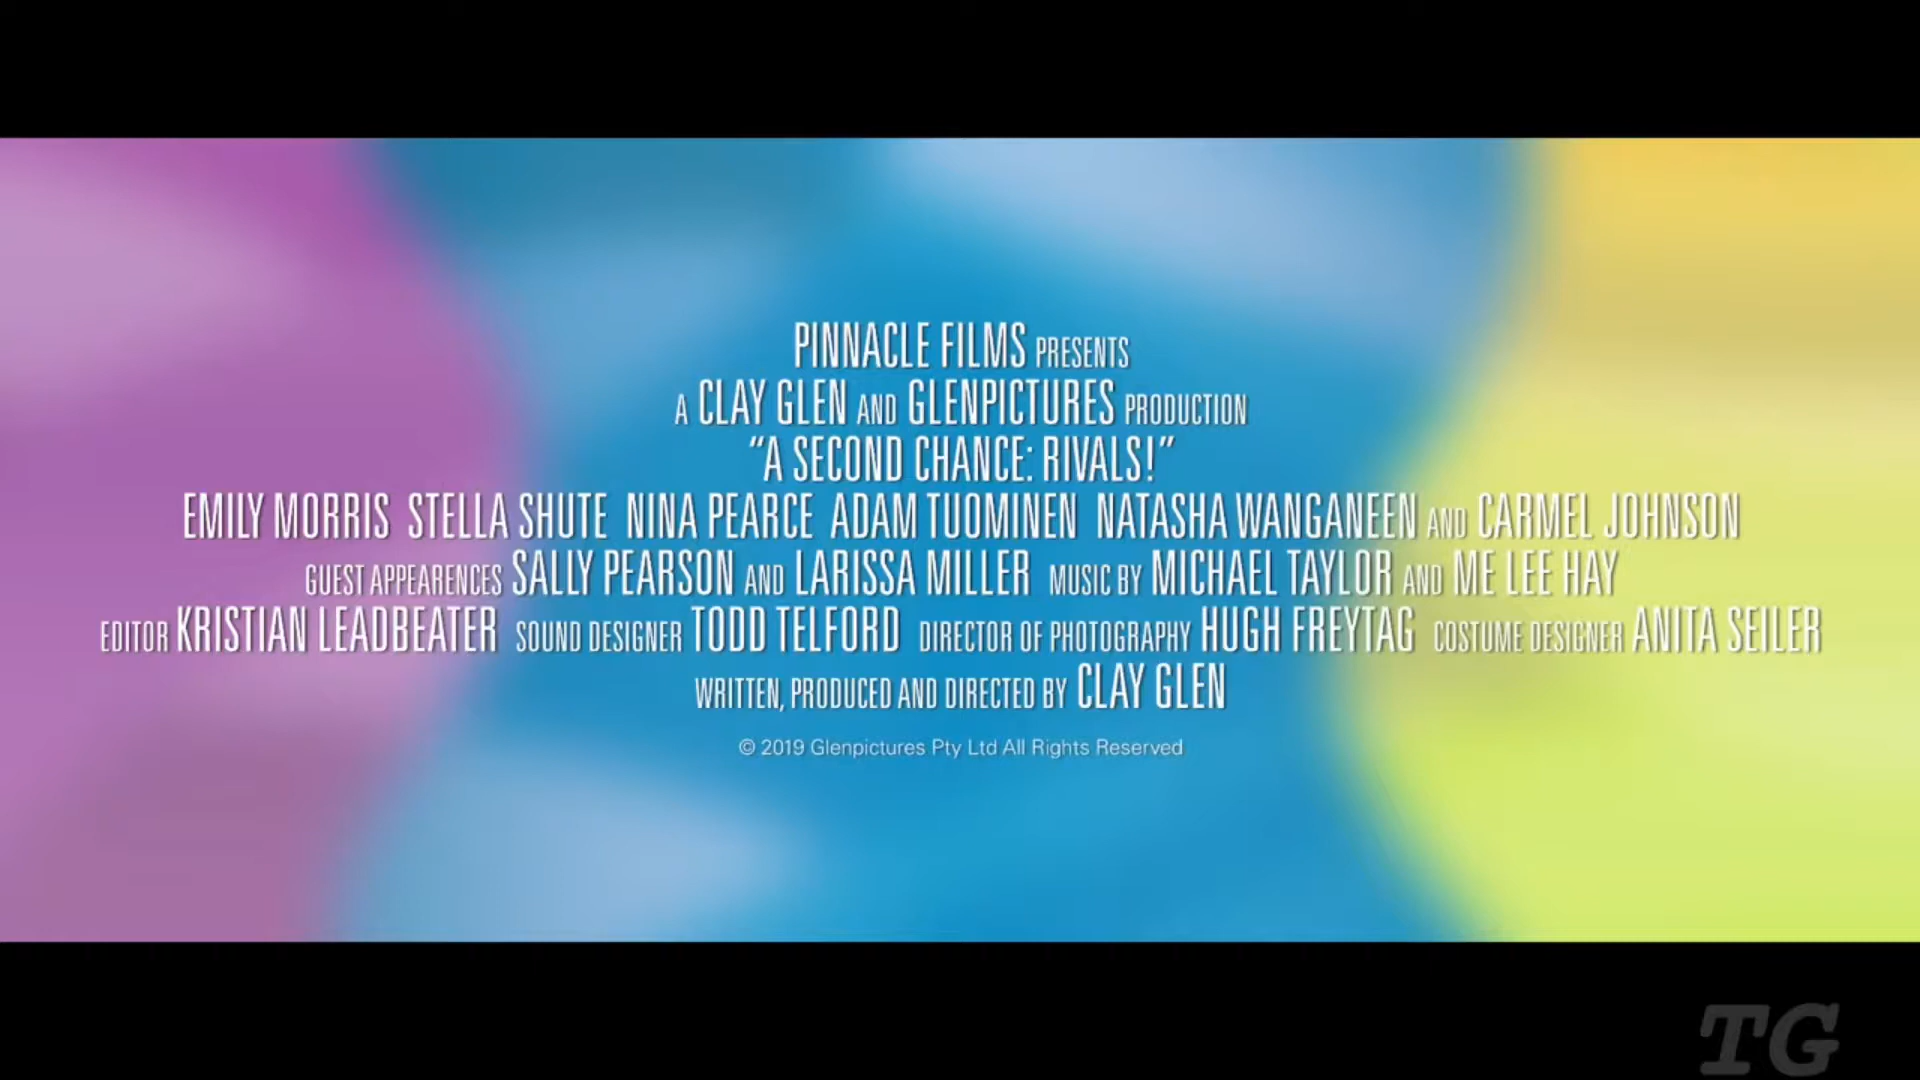 PINNACLE FILMS PRESENTS
A CLAY GLEN AND GLENPICTURES PRODUCTION
“A SECOND CHANCE: RIVALS!”
EMILY MORRIS STELLA SHUTE NINA PEARCE ADAM TUOMINEN NATASHA WANGANEEN AND CARMEL JOHNSON
GUEST APPEARENCES SALLY PEARSON AND LARISSA MILLER MUSIC BY MICHAEL TAYLOR AND ME LEE HAY
EDITOR KRISTIAN LEADBEATER SOUND DESIGNER TODD TELFORD DIRECTOR OF PHOTOGRAPHY HUGH FREYTAG COSTUME DESIGNER ANITA SEILER
WRITTEN, PRODUCED AND DIRECTED BY CLAY GLEN
© 2019 Glenpictures Pty Ltd All Rights Reserved
TG